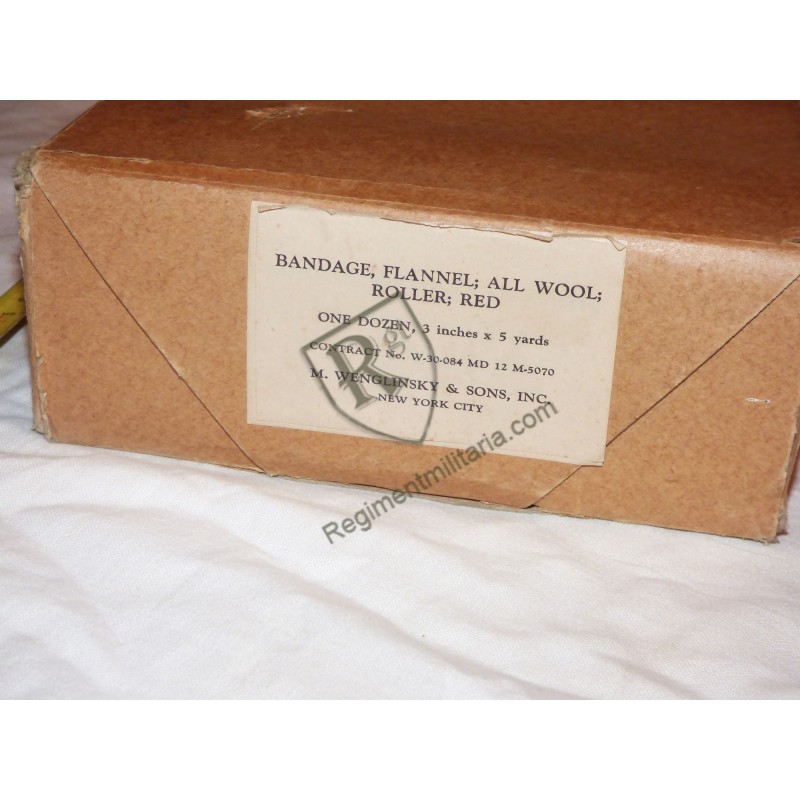 BANDAGE, FLANNEL; ALL WOOL;
ROLLER; RED
ONE DOZEN, 3 inches x 5 yards
CONTRACT No. W-30-084 MD 12 M-5070
M. WENGLINSKY & SONS, INC.
NEW YORK CITY
Rgt
Regimentmilitaria.com